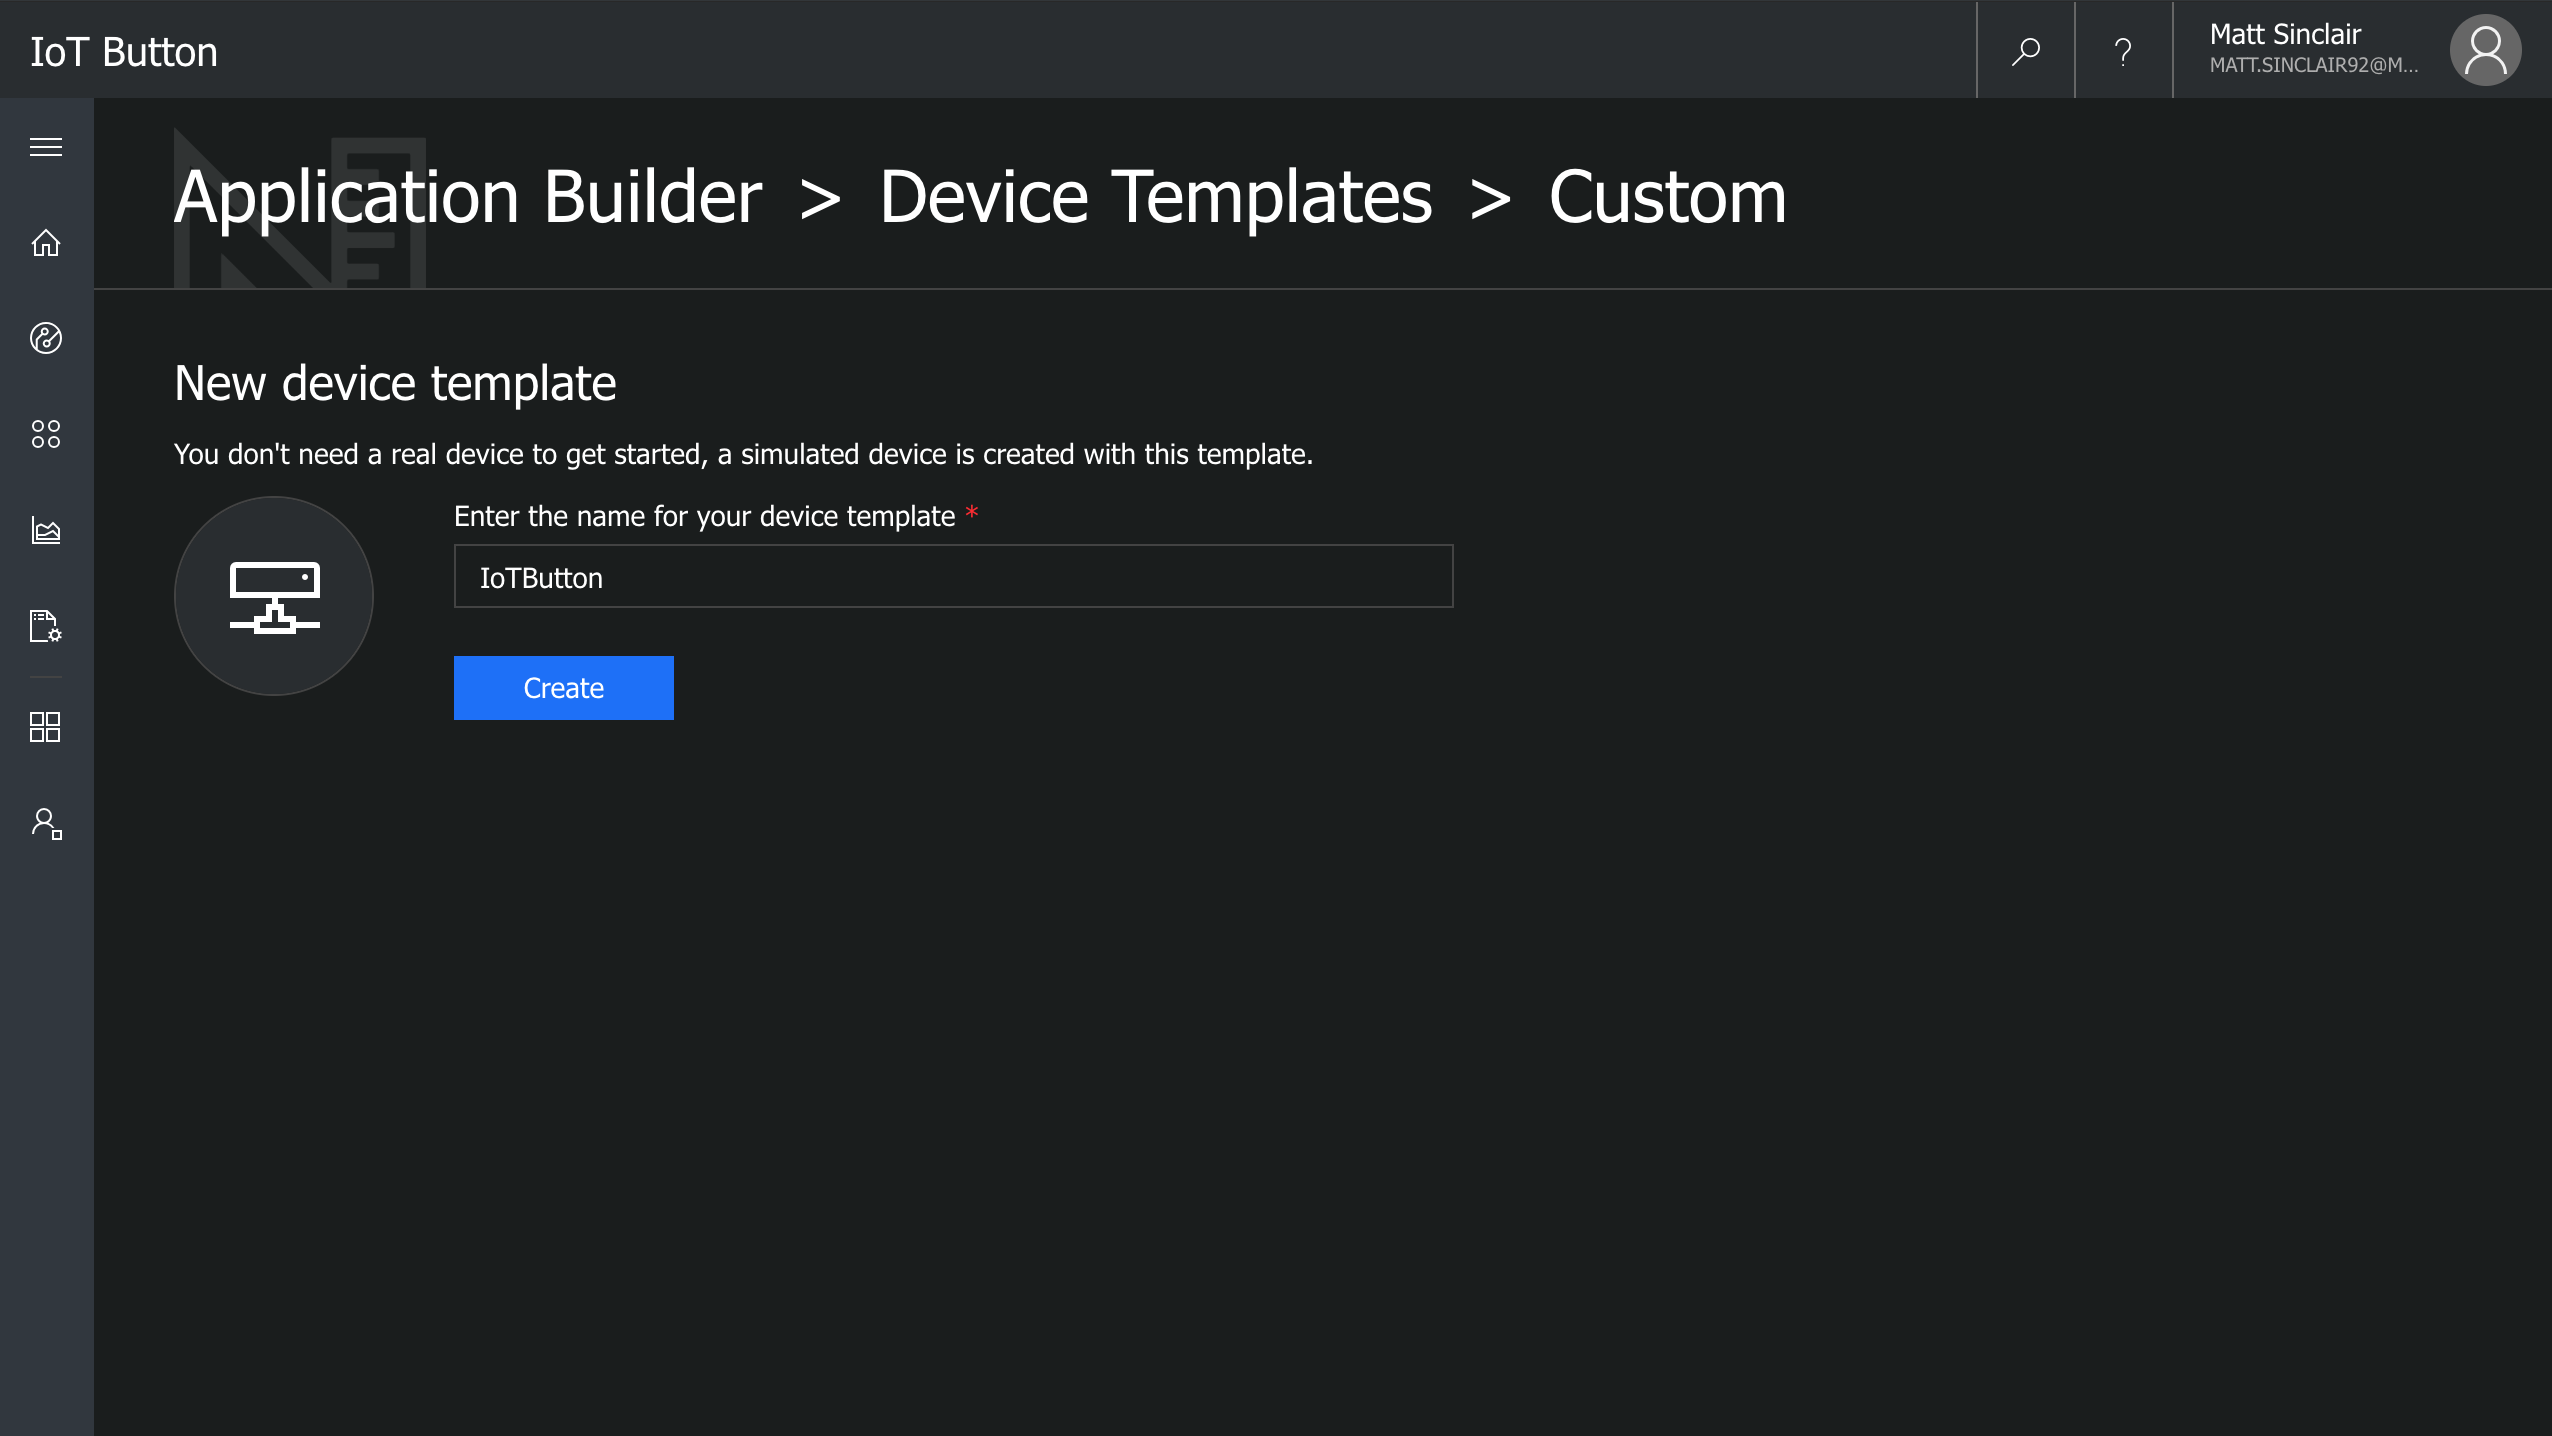 IoT Button
Matt Sinclair
MATT.SINCLAIR92@M...
Application Builder > Device Templates > Custom
New device template
You don't need a real device to get started, a simulated device is created with this template.
Enter the name for your device template *
IoTButton
Create